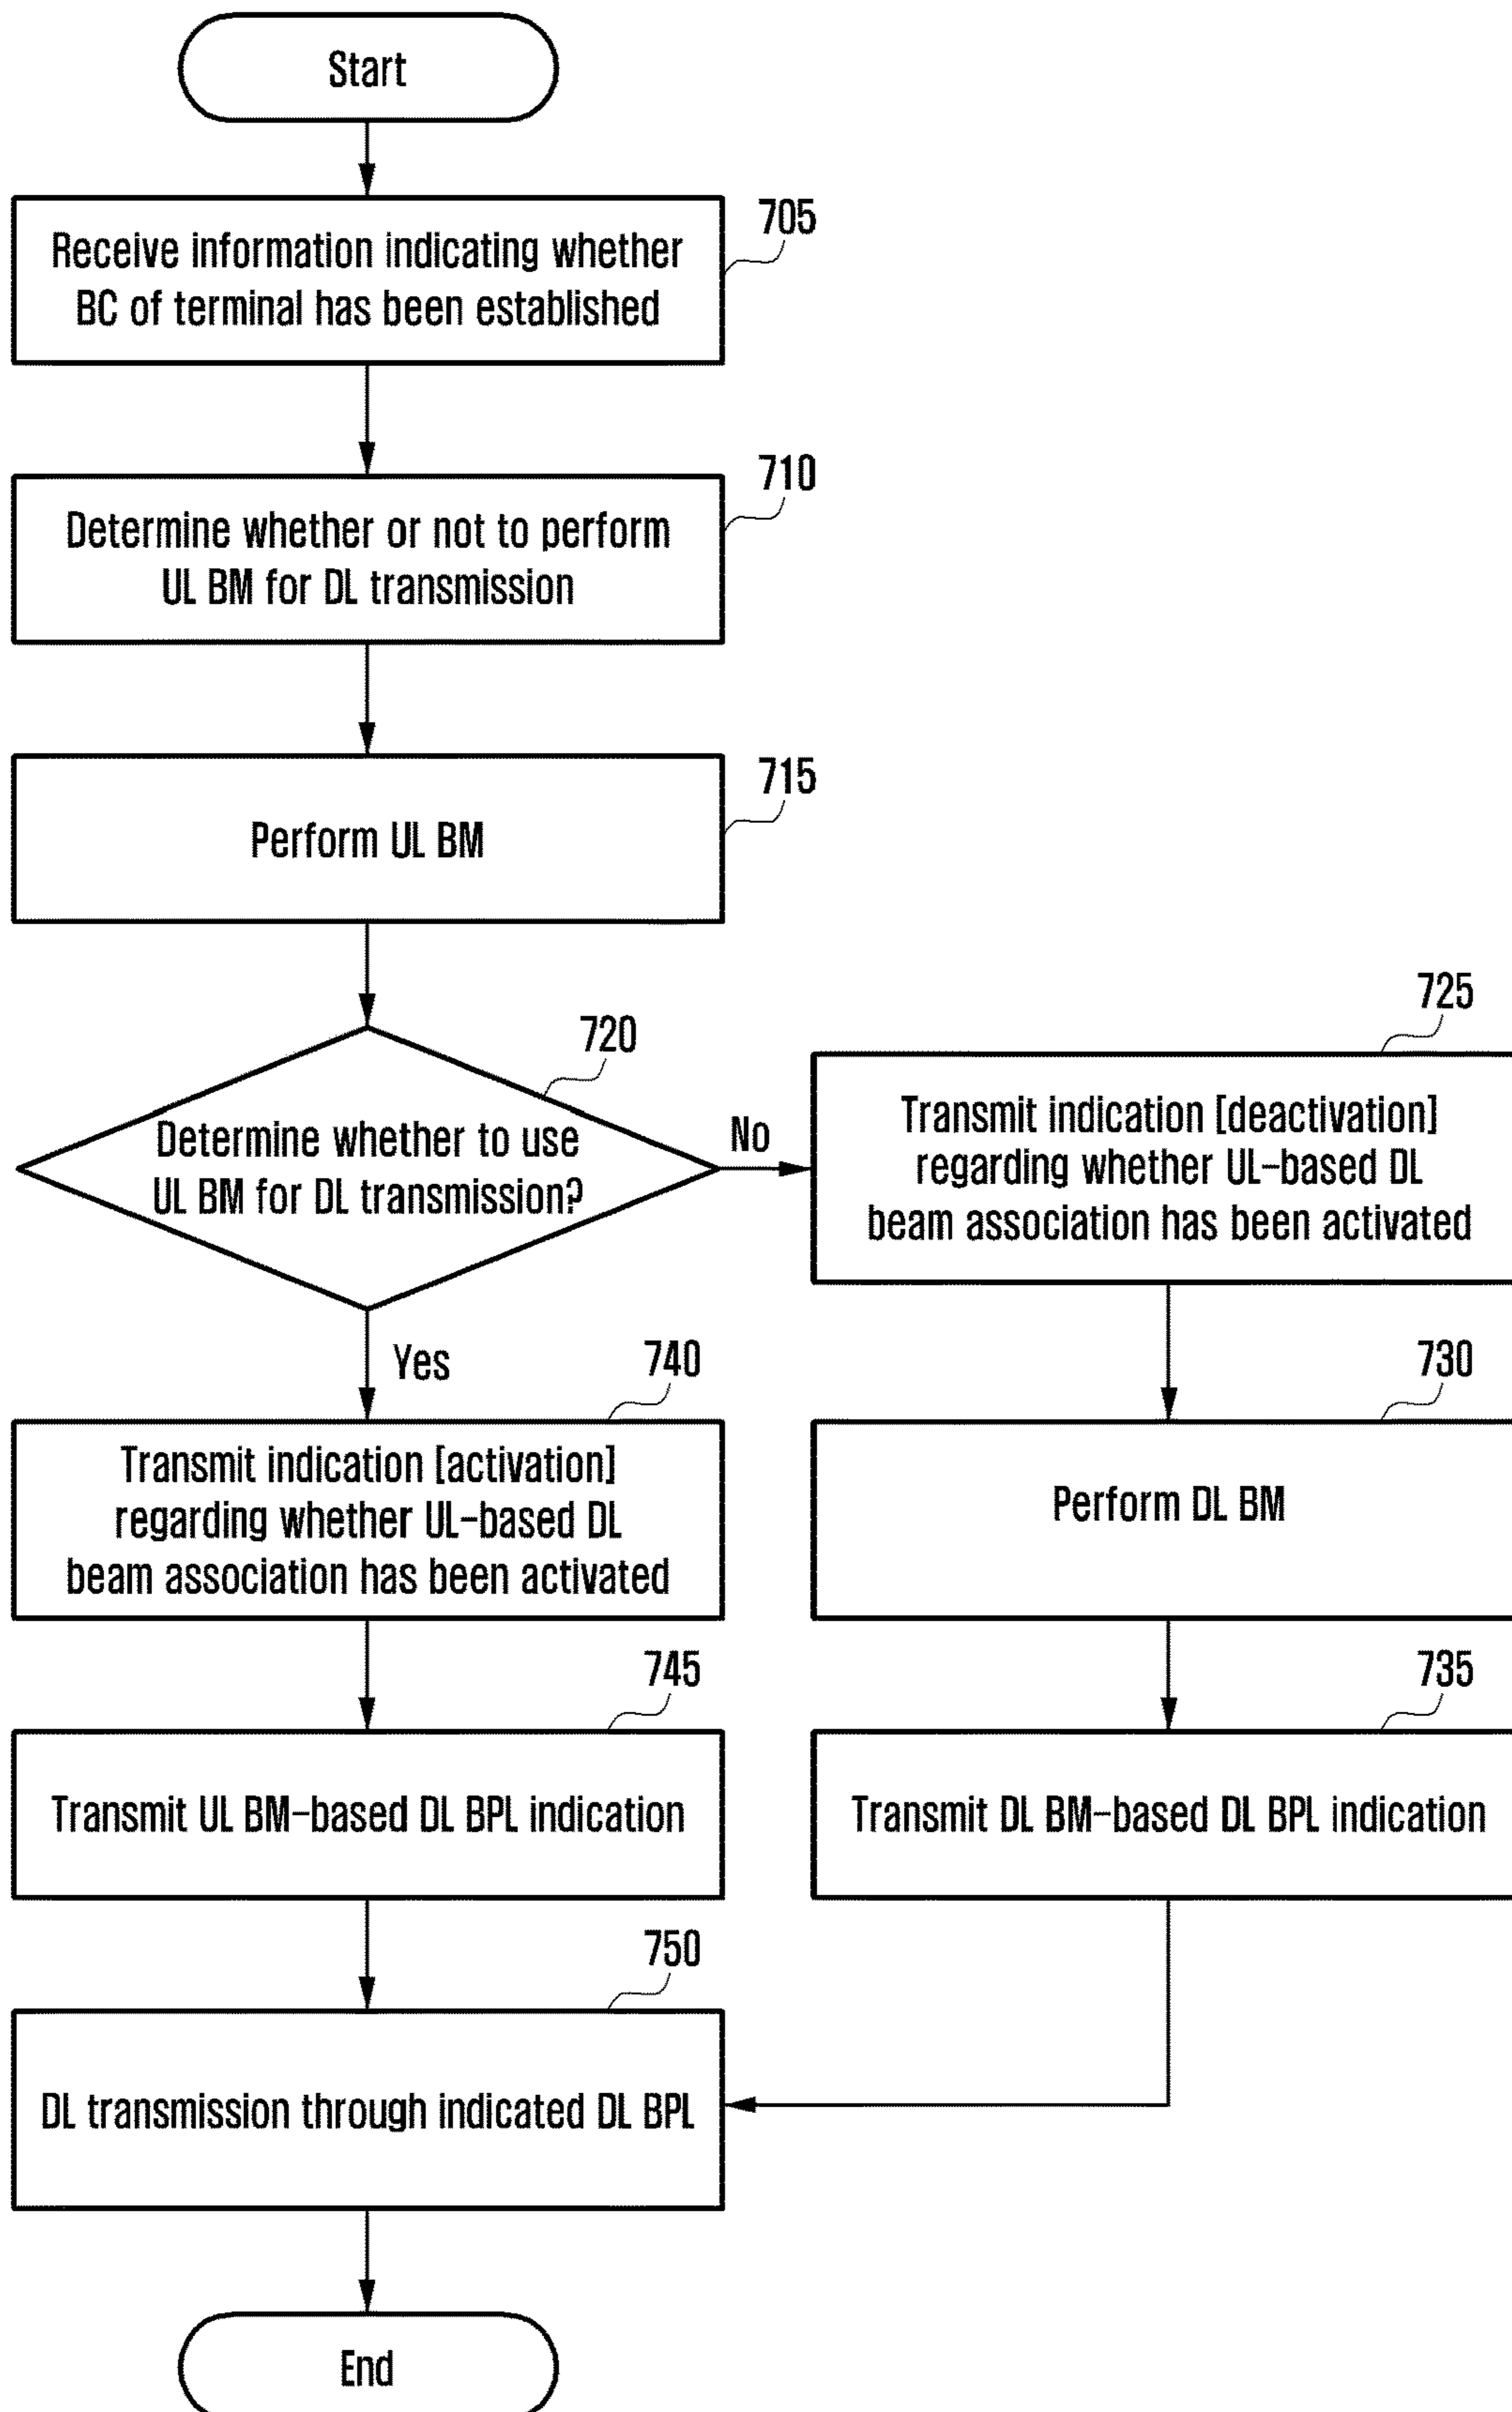 Start
705
Receive information indicating whether
BC of terminal has been established
710
Determine whether or not to perform
UL BM for DL transmission
715
Perform UL BM
720
Determine whether to use
UL BM for DL transmission?
No
725
Transmit indication [deactivation]
regarding whether UL-based DL
beam association has been activated
Yes
740
Transmit indication [activation]
regarding whether UL-based DL
beam association has been activated
730
Perform DL BM
745
Transmit UL BM-based DL BPL indication
735
Transmit DL BM-based DL BPL indication
750
DL transmission through indicated DL BPL
End